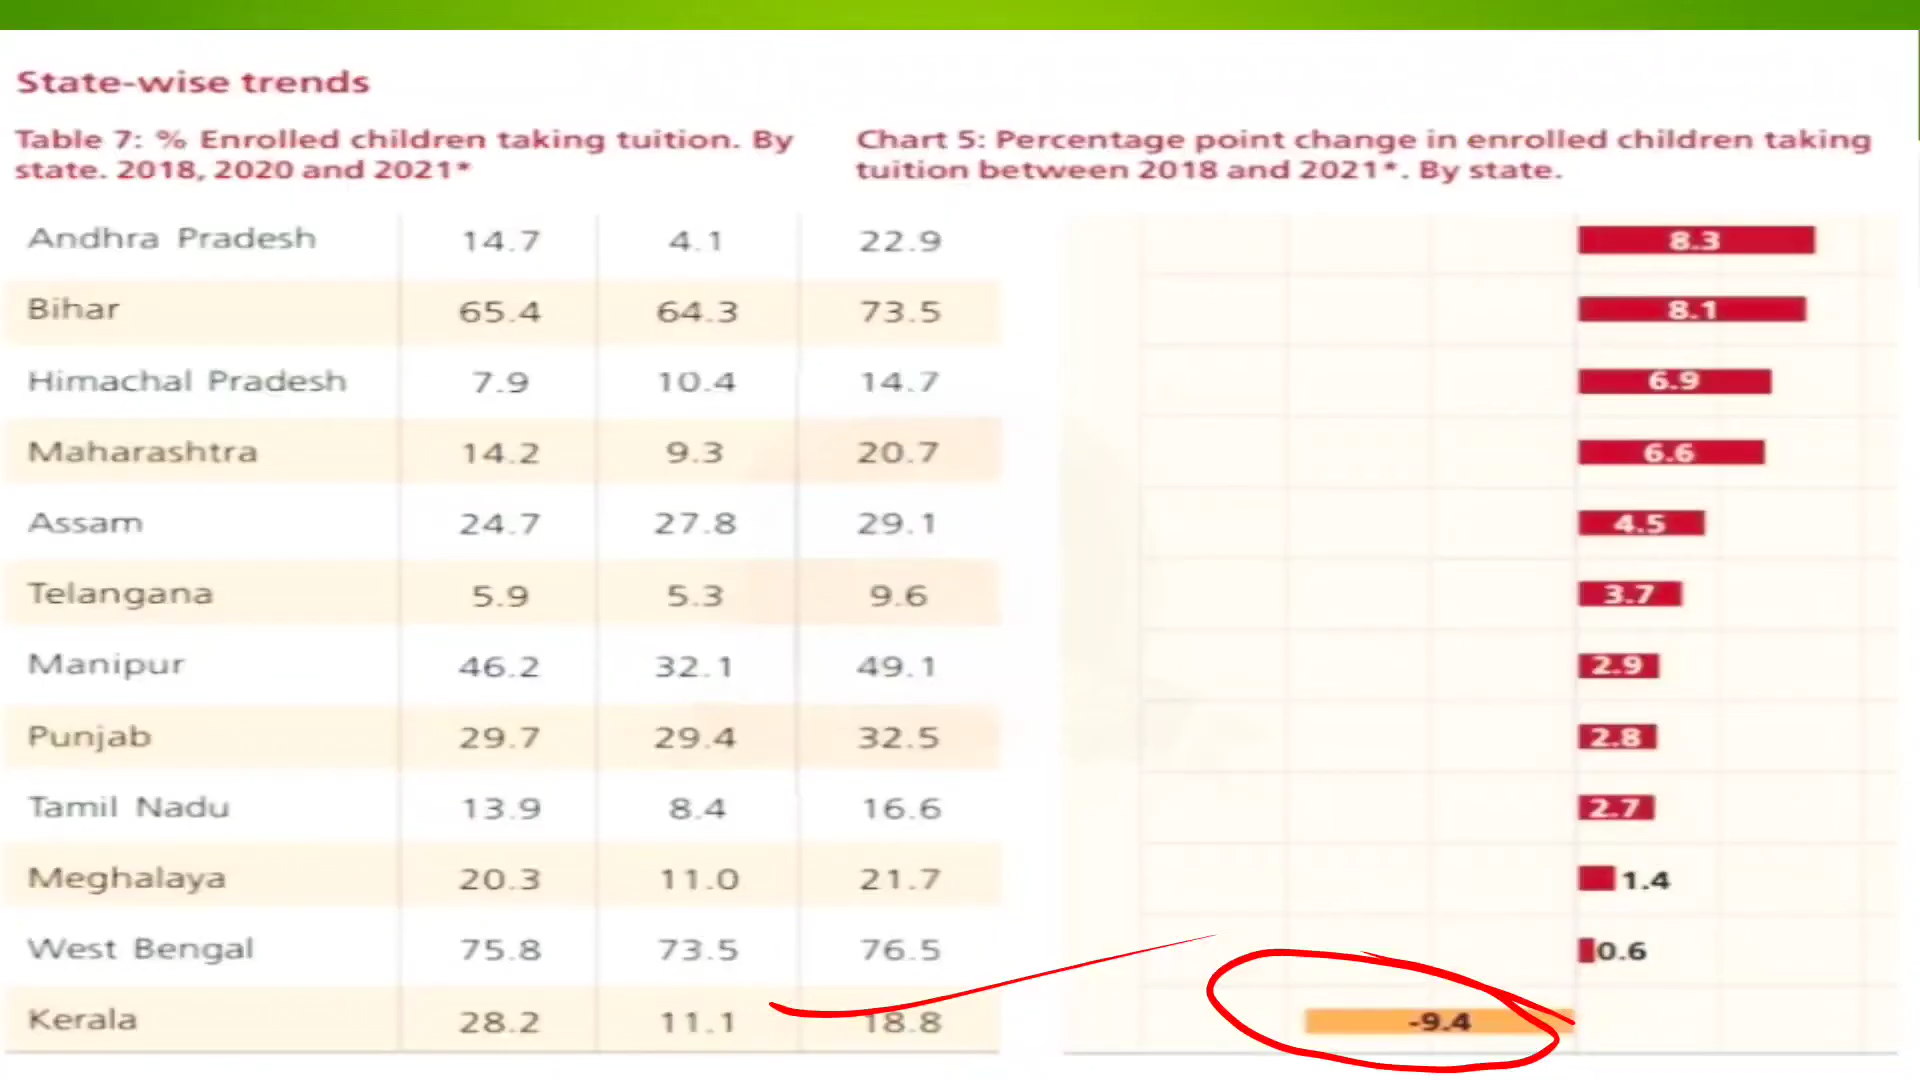 State-wise trends
Table 7: % Enrolled children taking tuition. By
state. 2018, 2020 and 2021*
Chart 5: Percentage point change in enrolled children taking
tuition between 2018 and 2021*. By state.
Andhra Pradesh 14.7 4.1 22.9 8.3
Bihar 65.4 64.3 73.5 8.1
Himachal Pradesh 7.9 10.4 14.7 6.9
Maharashtra 14.2 9.3 20.7 6.6
Assam 24.7 27.8 29.1 4.5
Telangana 5.9 5.3 9.6 3.7
Manipur 46.2 32.1 49.1 2.9
Punjab 29.7 29.4 32.5 2.8
Tamil Nadu 13.9 8.4 16.6 2.7
Meghalaya 20.3 11.0 21.7 1.4
West Bengal 75.8 73.5 76.5 0.6
Kerala 28.2 11.1 18.8 -9.4